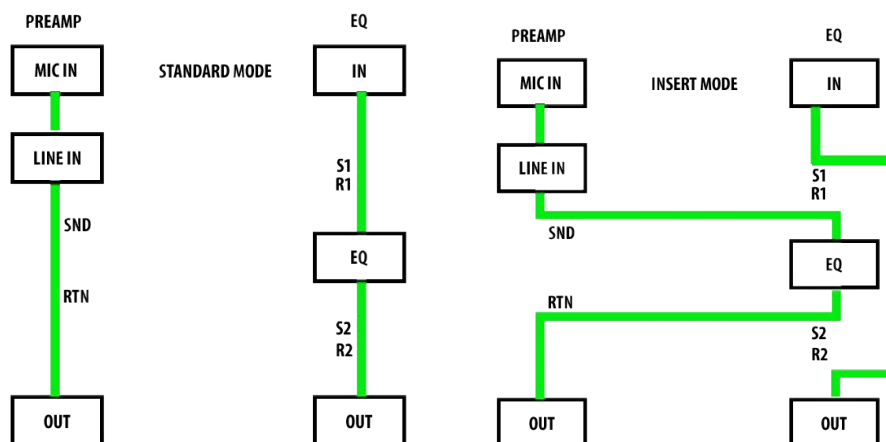 PREAMP
MIC IN
LINE IN
SND
RTN
OUT
STANDARD MODE
EQ
IN
S1
R1
EQ
S2
R2
OUT
PREAMP
MIC IN
LINE IN
SND
RTN
OUT
INSERT MODE
EQ
IN
S1
R1
EQ
S2
R2
OUT